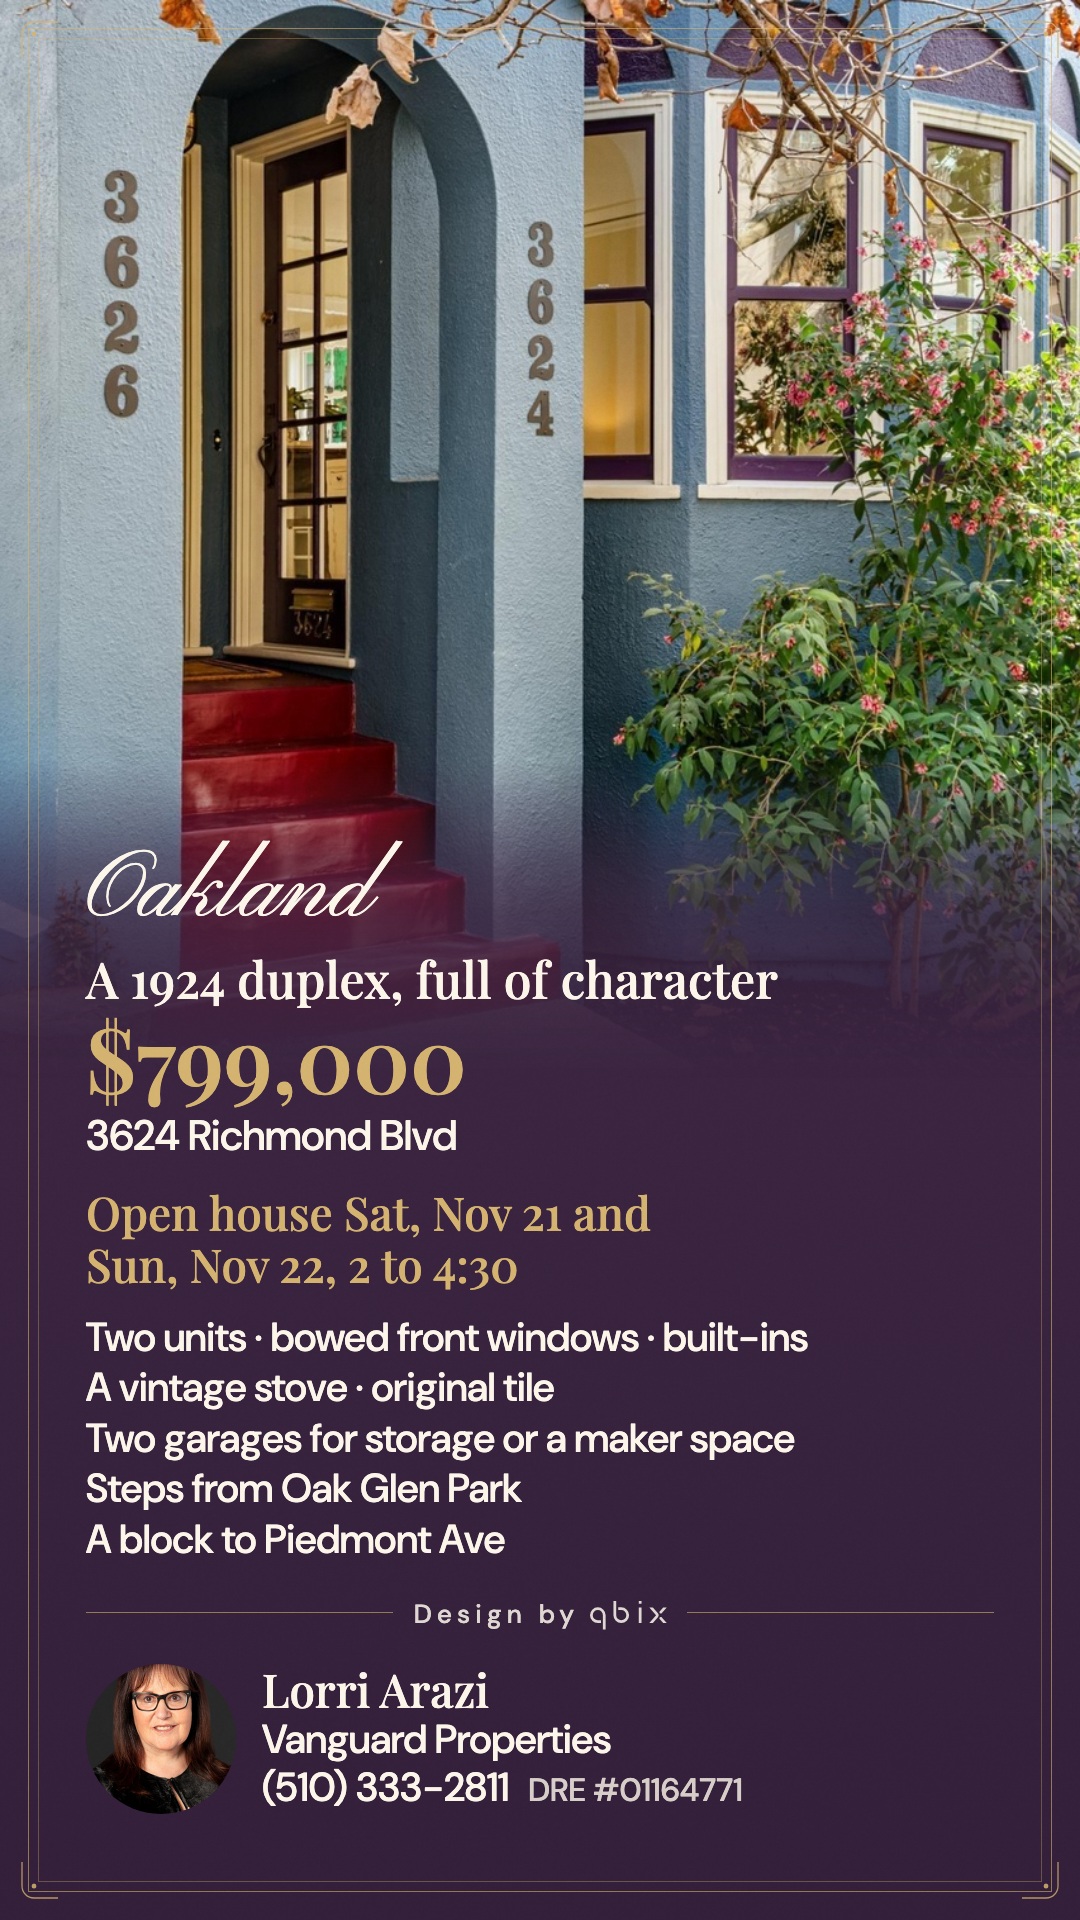 3626
3624
3624
Oakland
A 1924 duplex, full of character
$799,000
3624 Richmond Blvd
Open house Sat, Nov 21 and
Sun, Nov 22, 2 to 4:30
Two units · bowed front windows · built-ins
A vintage stove · original tile
Two garages for storage or a maker space
Steps from Oak Glen Park
A block to Piedmont Ave
Design by qbix
Lorri Arazi
Vanguard Properties
(510) 333-2811 DRE #01164771